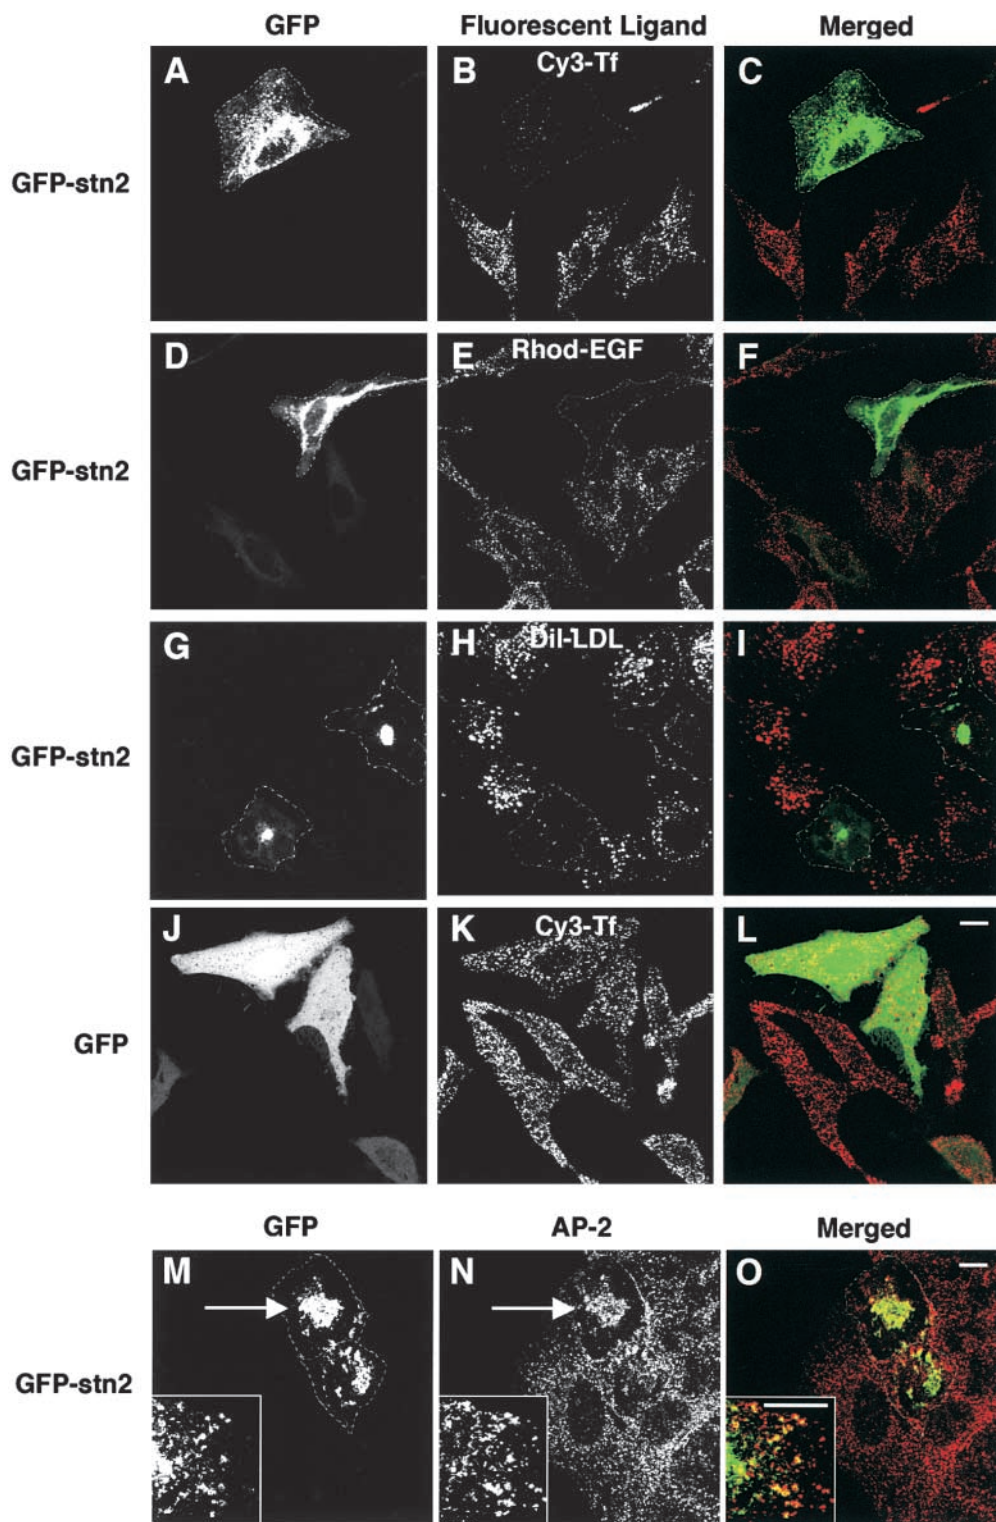 GFP Fluorescent Ligand Merged
A B Cy3-Tf C
GFP-stn2
D E Rhod-EGF F
GFP-stn2
G H Dil-LDL I
GFP-stn2
J K Cy3-Tf L
GFP
GFP AP-2 Merged
M N O
GFP-stn2